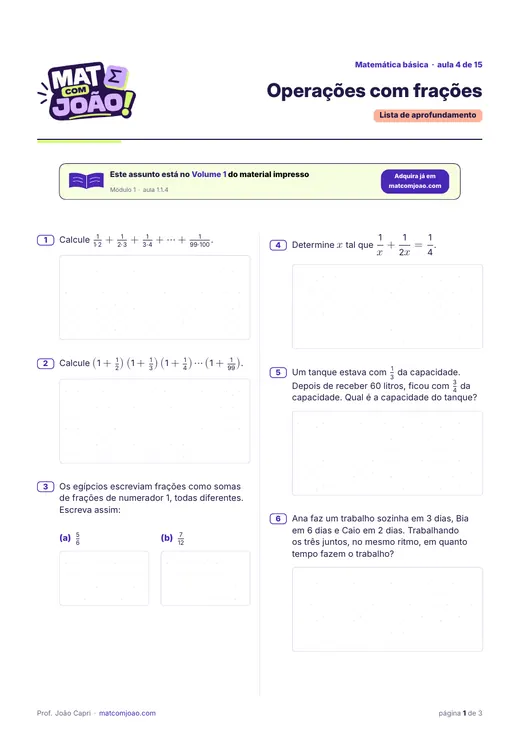 MAT Σ
COM
JOÃO!
Matemática básica · aula 4 de 15
Operações com frações
Lista de aprofundamento
Este assunto está no Volume 1 do material impresso
Módulo 1 · aula 1.1.4
Adquira já em
matcomjoao.com
1 Calcule 1/1·2 + 1/2·3 + 1/3·4 + ⋯ + 1/99·100.
2 Calcule (1 + 1/2) (1 + 1/3) (1 + 1/4) ⋯ (1 + 1/99).
3 Os egípcios escreviam frações como somas
de frações de numerador 1, todas diferentes.
Escreva assim:
(a) 5/6 (b) 7/12
4 Determine x tal que 1/x + 1/2x = 1/4.
5 Um tanque estava com 1/3 da capacidade.
Depois de receber 60 litros, ficou com 3/4 da
capacidade. Qual é a capacidade do tanque?
6 Ana faz um trabalho sozinha em 3 dias, Bia
em 6 dias e Caio em 2 dias. Trabalhando
os três juntos, no mesmo ritmo, em quanto
tempo fazem o trabalho?
Prof. João Capri · matcomjoao.com
página 1 de 3